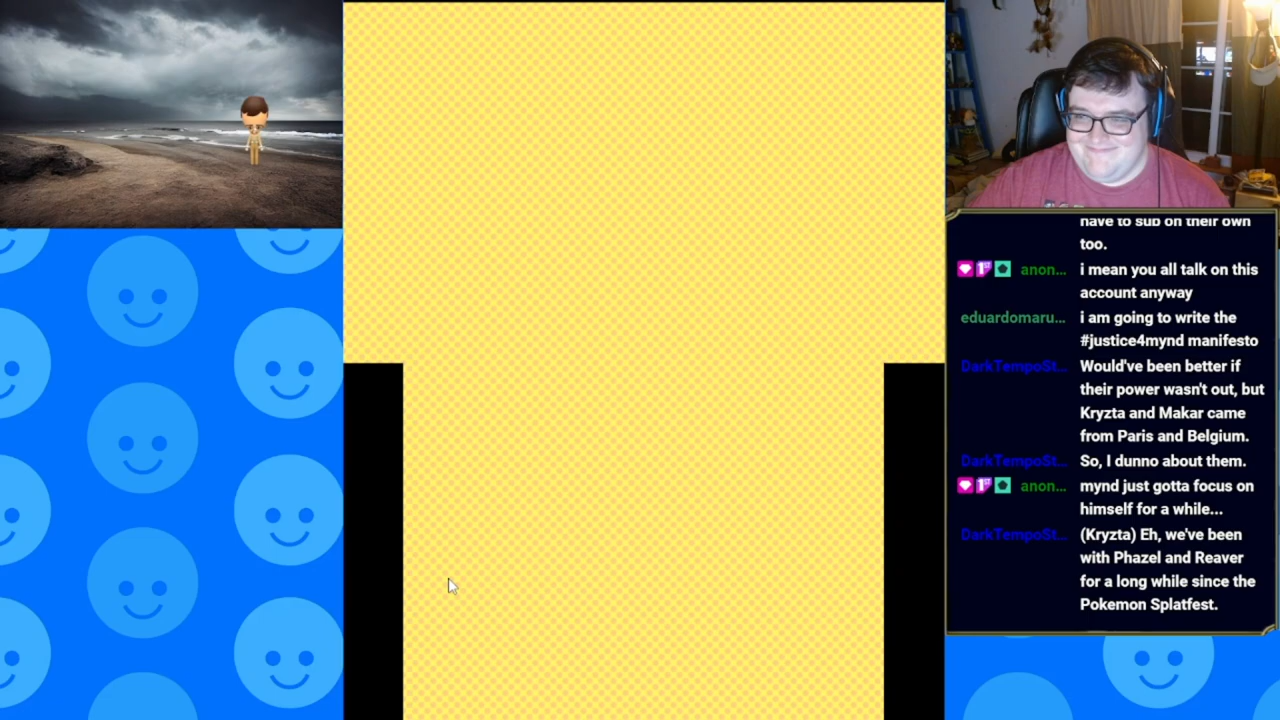 have to sub on their own
too.
anon... i mean you all talk on this
account anyway
eduardomaru... i am going to write the
#justice4mynd manifesto
DarkTempoSt... Would've been better if
their power wasn't out, but
Kryzta and Makar came
from Paris and Belgium.
DarkTempoSt... So, I dunno about them.
anon... mynd just gotta focus on
himself for a while...
DarkTempoSt... (Kryzta) Eh, we've been
with Phazel and Reaver
for a long while since the
Pokemon Splatfest.